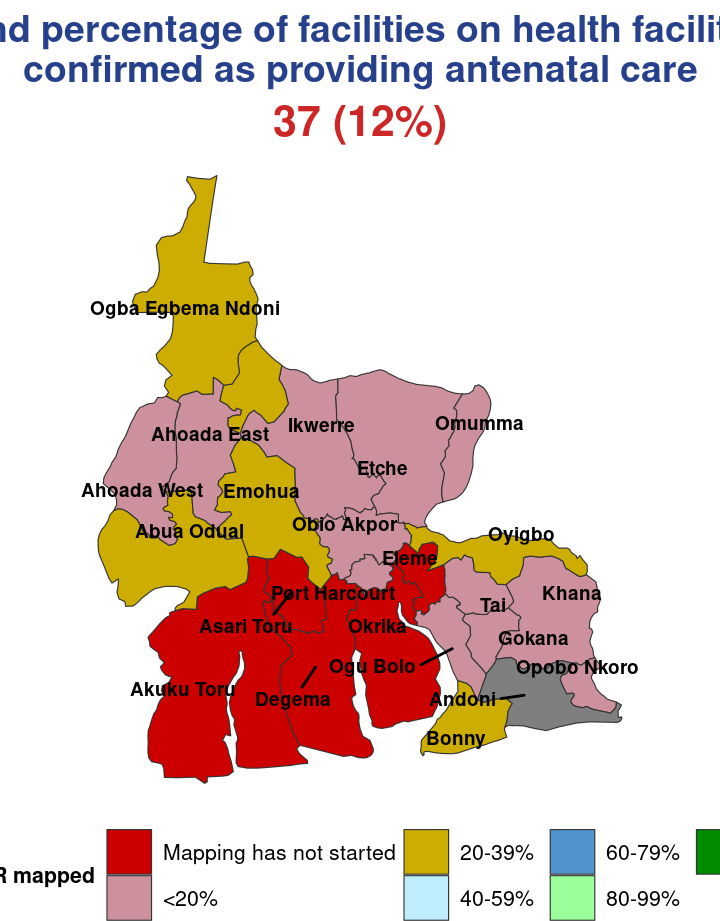 nd percentage of facilities on health facilit
confirmed as providing antenatal care
37 (12%)
Ogba Egbema Ndoni
Ikwerre
Omumma
Ahoada East
Etche
Ahoada West
Emohua
Obio Akpor
Abua Odual
Oyigbo
Eleme
Port Harcourt
Khana
Tai
Asari Toru
Okrika
Gokana
Ogu Bolo
Opobo Nkoro
Akuku Toru
Degema
Andoni
Bonny
R mapped
Mapping has not started
20-39%
60-79%
<20%
40-59%
80-99%